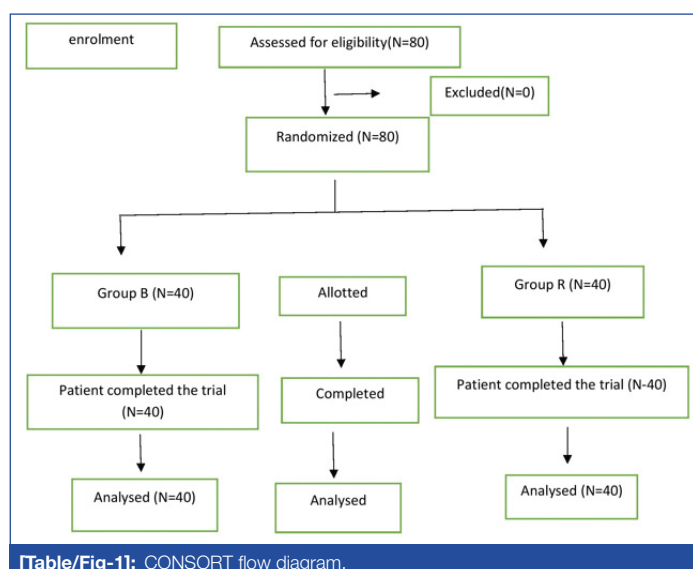 enrolment
Assessed for eligibility(N=80)
Excluded(N=0)
Randomized (N=80)
Group B (N=40)
Allotted
Group R (N=40)
Patient completed the trial
(N=40)
Completed
Patient completed the trial (N-40)
Analysed (N=40)
Analysed
Analysed (N=40)
[Table/Fig-1]: CONSORT flow diagram.